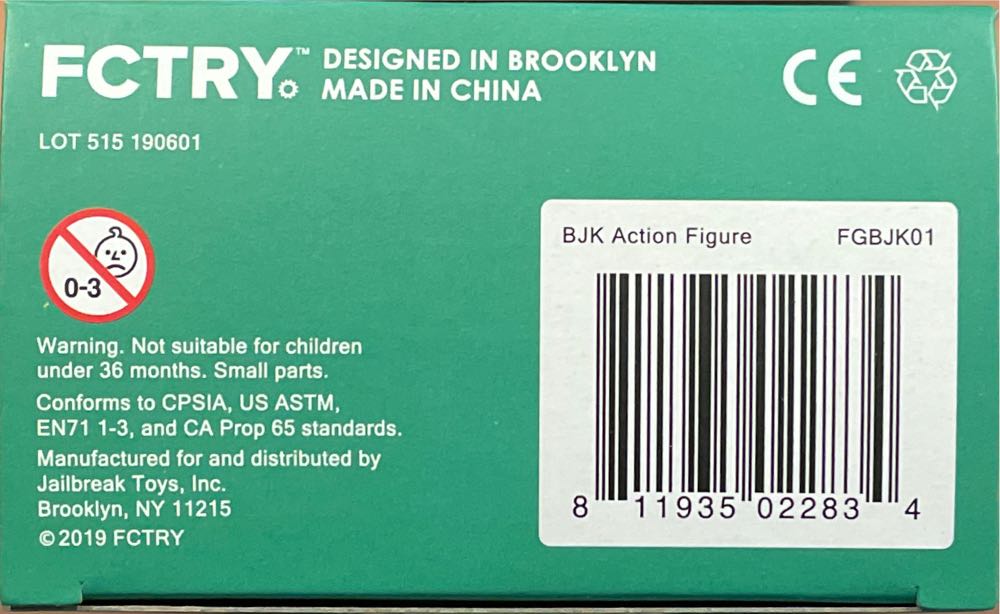 FCTRY™
DESIGNED IN BROOKLYN
MADE IN CHINA
CE
LOT 515 190601
0-3
Warning. Not suitable for children
under 36 months. Small parts.
Conforms to CPSIA, US ASTM,
EN71 1-3, and CA Prop 65 standards.
Manufactured for and distributed by
Jailbreak Toys, Inc.
Brooklyn, NY 11215
©2019 FCTRY
BJK Action Figure FGBJK01
8 11935 02283 4